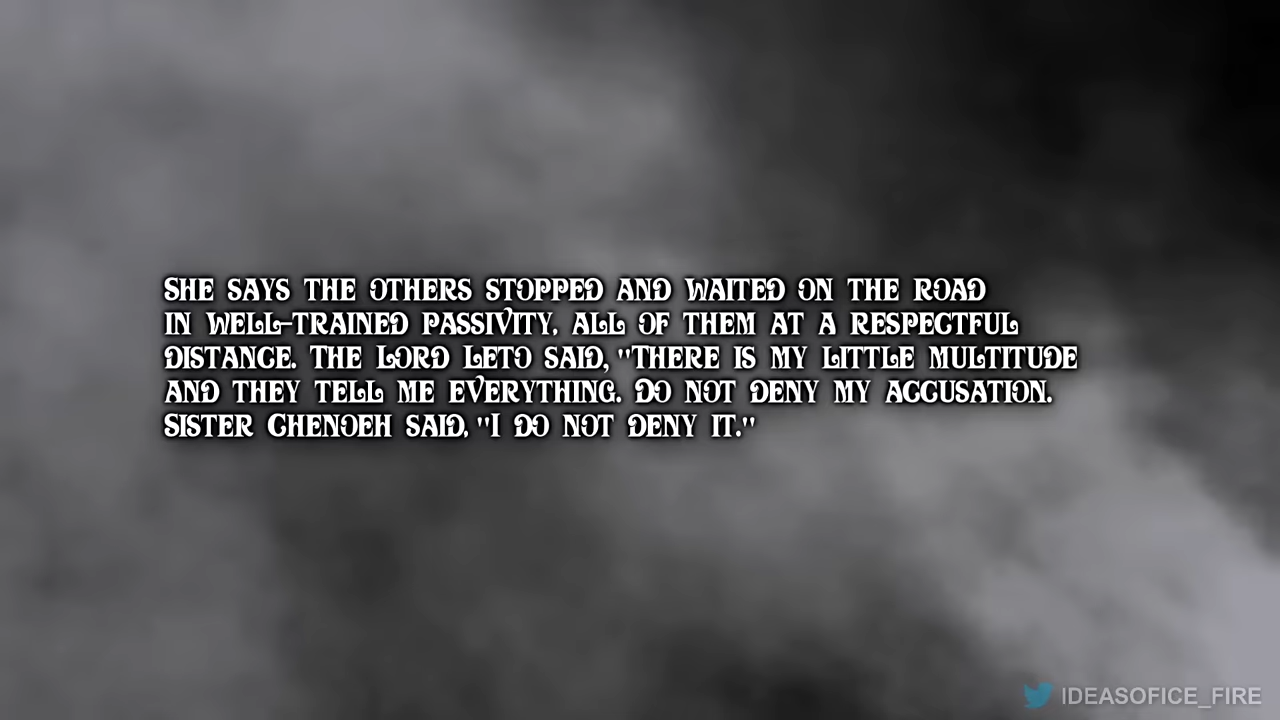 She says the others stopped and waited on the road
in well-trained passivity, all of them at a respectful
distance. The Lord Leto said, "There is my little multitude
and they tell me everything. Do not deny my accusation.
Sister Chenoeh said, "I do not deny it."
IDEASOFICE_FIRE